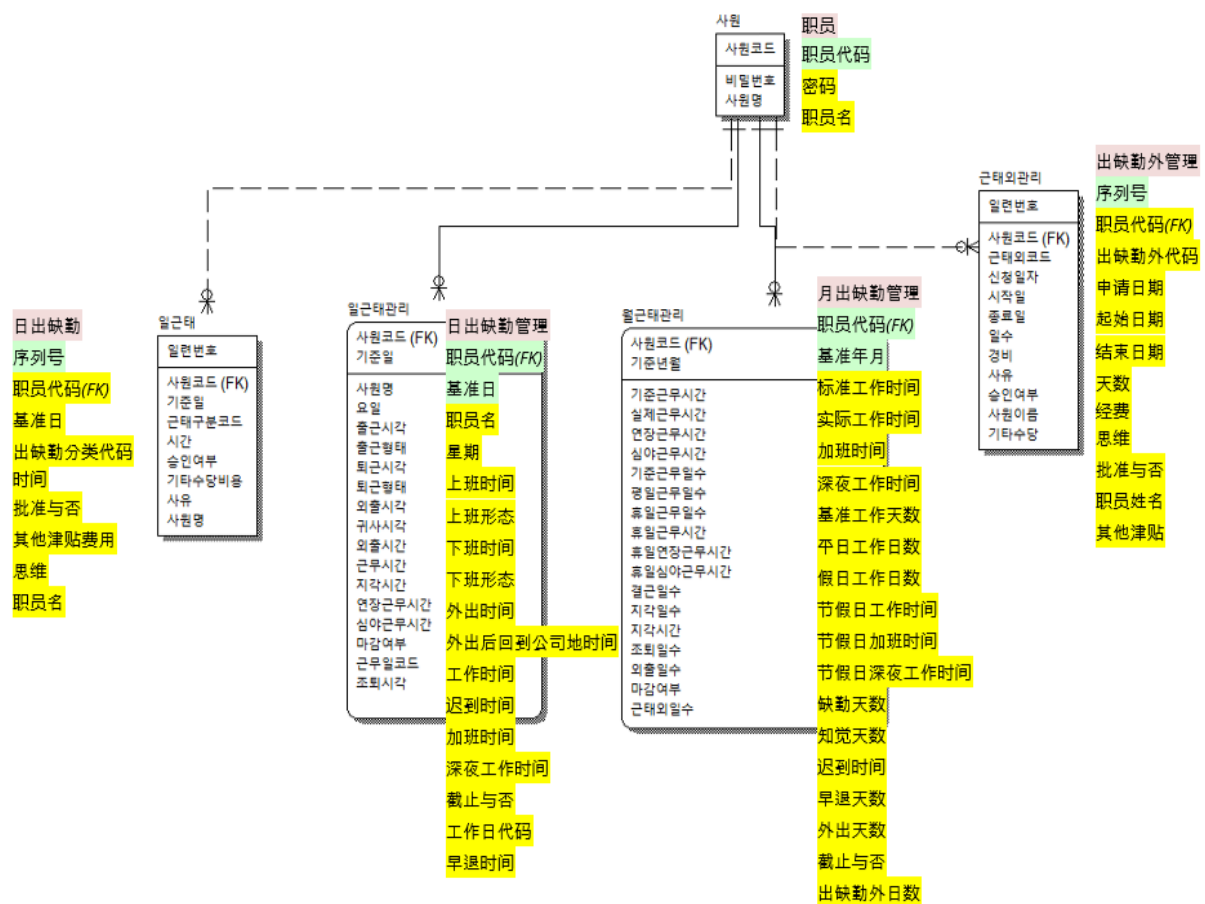 사원
사원코드
비밀번호
사원명
职员
职员代码
密码
职员名
근태외관리
일련번호
사원코드 (FK)
근태외코드
신청일자
시작일
종료일
일수
경비
사유
승인여부
사원이름
기타수당
出缺勤外管理
序列号
职员代码(FK)
出缺勤外代码
申请日期
起始日期
结束日期
天数
经费
思维
批准与否
职员姓名
其他津贴
日出缺勤
序列号
职员代码(FK)
基准日
出缺勤分类代码
时间
批准与否
其他津贴费用
思维
职员名
일근태
일련번호
사원코드 (FK)
기준일
근태구분코드
시간
승인여부
기타수당비용
사유
사원명
일근태관리
사원코드 (FK)
기준일
사원명
요일
출근시각
출근형태
퇴근시각
퇴근형태
외출시각
귀사시각
외출시간
근무시간
지각시간
연장근무시간
심야근무시간
마감여부
근무일코드
조퇴시각
日出缺勤管理
职员代码(FK)
基准日
职员名
星期
上班时间
上班形态
下班时间
下班形态
外出时间
外出后回到公司地时间
工作时间
迟到时间
加班时间
深夜工作时间
截止与否
工作日代码
早退时间
월근태관리
사원코드 (FK)
기준년월
기준근무시간
실제근무시간
연장근무시간
심야근무시간
기준근무일수
평일근무일수
휴일근무일수
휴일근무시간
휴일연장근무시간
휴일심야근무시간
결근일수
지각일수
지각시간
조퇴일수
외출일수
마감여부
근태외일수
月出缺勤管理
职员代码(FK)
基准年月
标准工作时间
实际工作时间
加班时间
深夜工作时间
基准工作天数
平日工作日数
假日工作日数
节假日工作时间
节假日加班时间
节假日深夜工作时间
缺勤天数
知觉天数
迟到时间
早退天数
外出天数
截止与否
出缺勤外日数